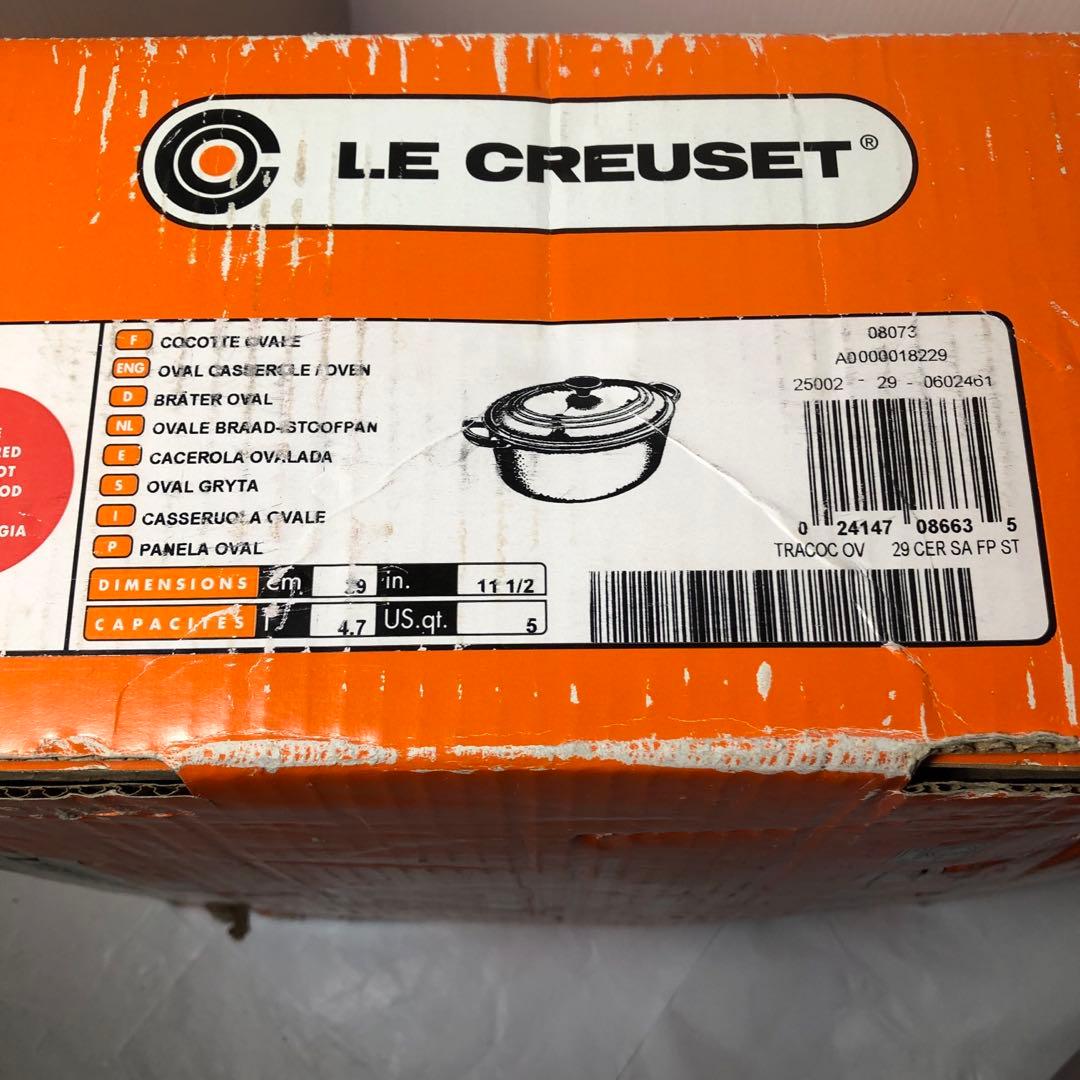 LE CREUSET®
F COCOTTE OVALE
ENG OVAL CASSEROLE / OVEN
D BRÄTER OVAL
NL OVALE BRAAD-/STOOFPAN
E CACEROLA OVALADA
S OVAL GRYTA
I CASSERUOLA OVALE
P PANELA OVAL
DIMENSIONS Cm. 29 in. 11 1/2
CAPACITÉS l 4.7 US.qt. 5
08073
A0000018229
25002 - 29 - 0602461
0 24147 08663 5
TRACOC OV 29 CER SA FP ST
RED
OT
OD
GIA